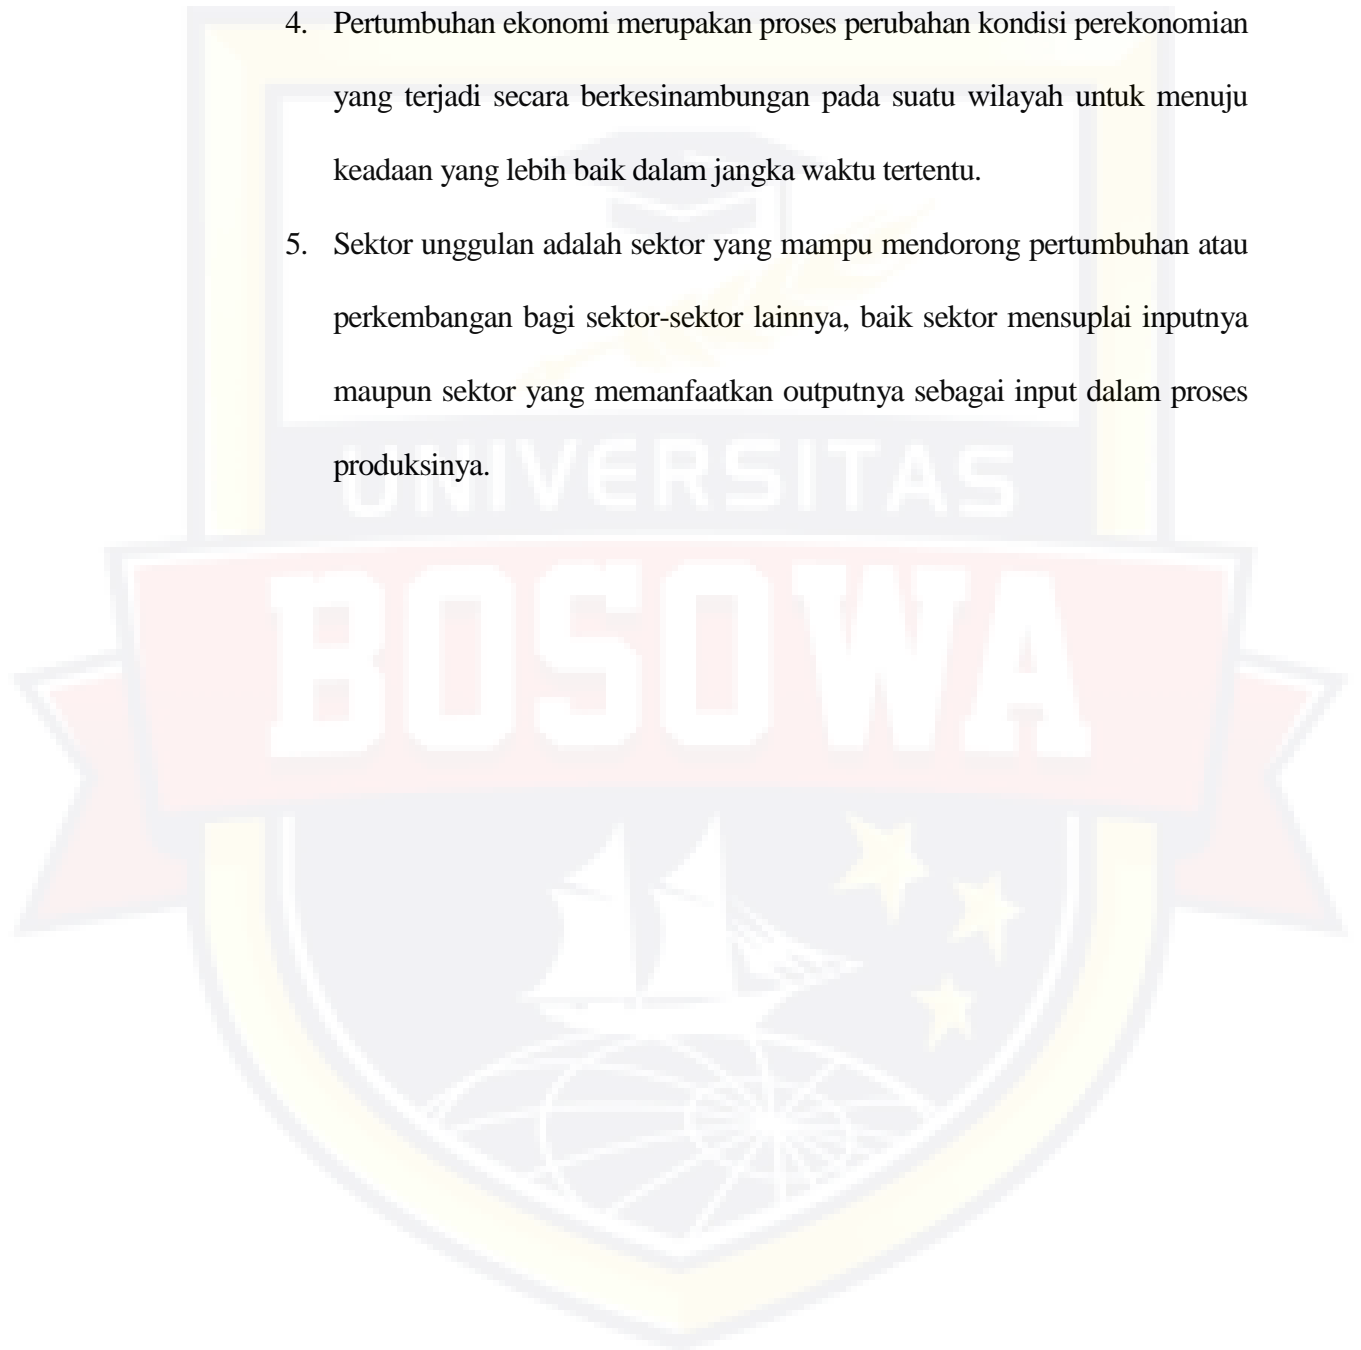 4. Pertumbuhan ekonomi merupakan proses perubahan kondisi perekonomian
yang terjadi secara berkesinambungan pada suatu wilayah untuk menuju
keadaan yang lebih baik dalam jangka waktu tertentu.
5. Sektor unggulan adalah sektor yang mampu mendorong pertumbuhan atau
perkembangan bagi sektor-sektor lainnya, baik sektor mensuplai inputnya
maupun sektor yang memanfaatkan outputnya sebagai input dalam proses
produksinya.
UNIVERSITAS
BOSOWA